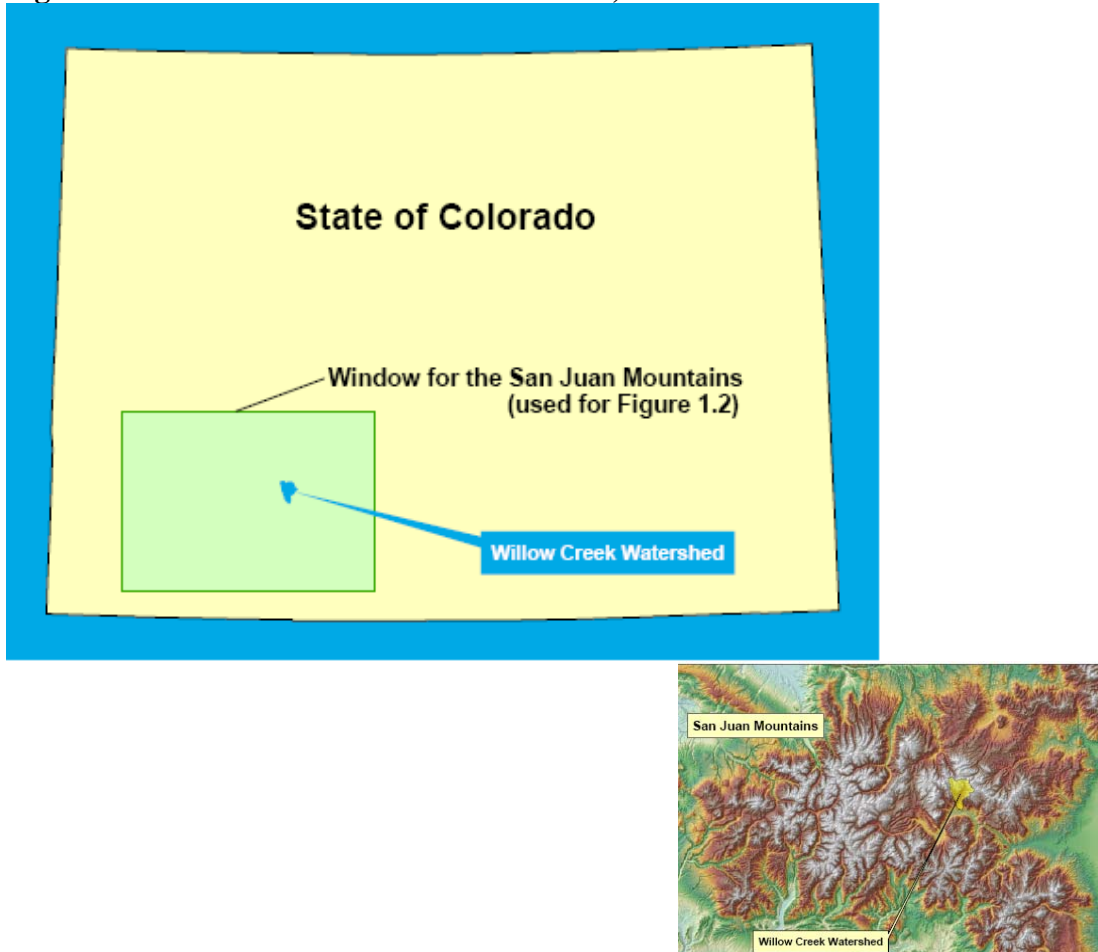 State of Colorado
Window for the San Juan Mountains
(used for Figure 1.2)
Willow Creek Watershed
San Juan Mountains
Willow Creek Watershed